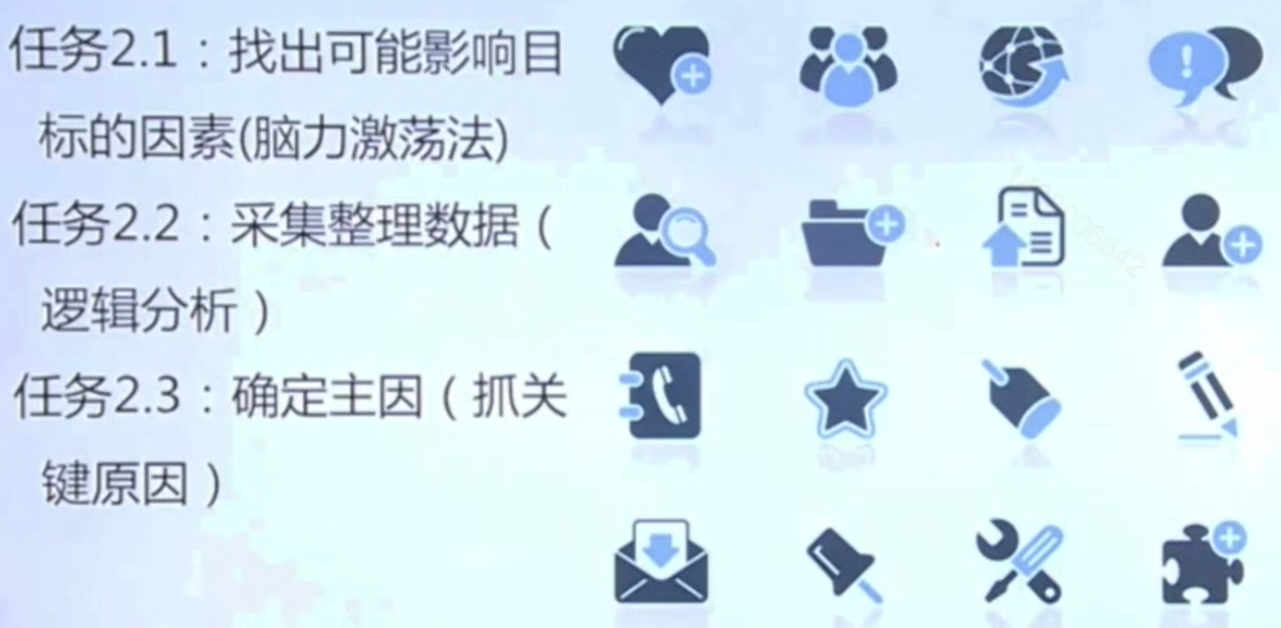 任务2.1：找出可能影响目
标的因素(脑力激荡法)
任务2.2：采集整理数据（
逻辑分析）
任务2.3：确定主因（抓关
键原因）